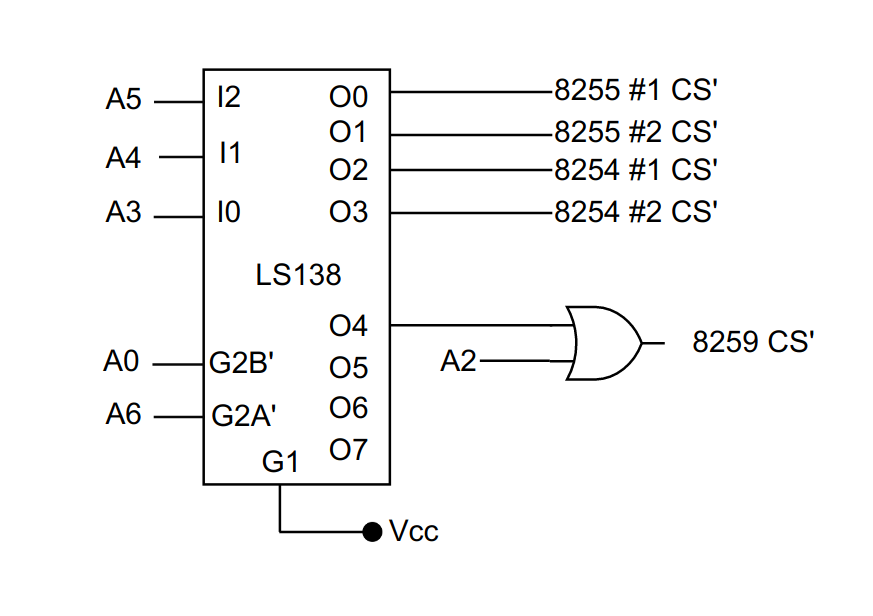 A5 I2 O0 8255 #1 CS'
O1 8255 #2 CS'
A4 I1 O2 8254 #1 CS'
A3 I0 O3 8254 #2 CS'
LS138
O4
A2 8259 CS'
A0 G2B' O5
A6 G2A' O6
O7
G1
Vcc